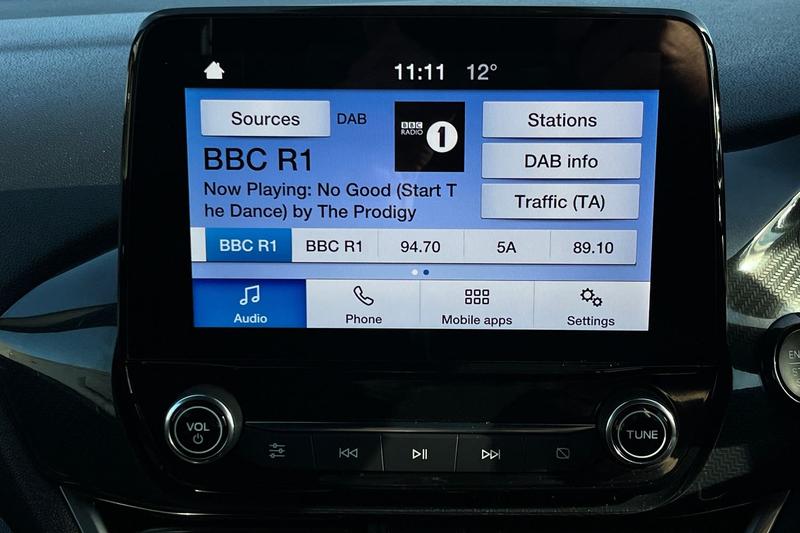 11:11 12°
Sources DAB
BBC
RADIO 1
Stations
BBC R1
DAB info
Now Playing: No Good (Start T
he Dance) by The Prodigy
Traffic (TA)
BBC R1 BBC R1 94.70 5A 89.10
Audio Phone Mobile apps Settings
VOL
TUNE